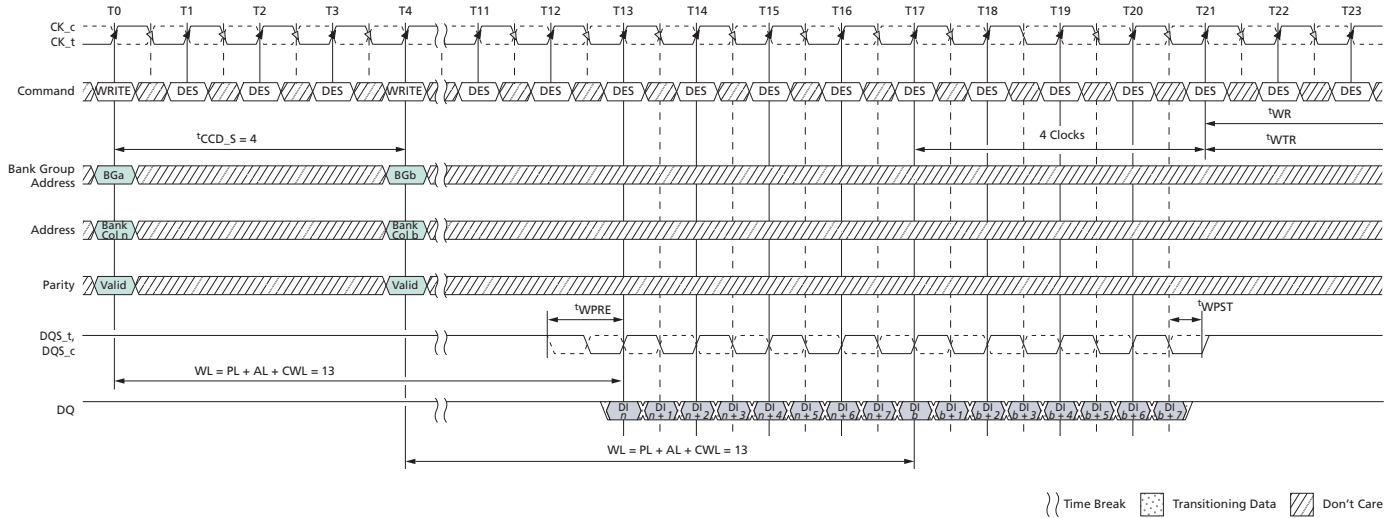 T0 T1 T2 T3 T4 T11 T12 T13 T14 T15 T16 T17 T18 T19 T20 T21 T22 T23
CK_c
CK_t
Command WRITE DES DES DES WRITE DES DES DES DES DES DES DES DES DES DES DES DES DES
tWR
tCCD_S = 4 4 Clocks tWTR
Bank Group
Address BGa BGb
Address Bank
Col n Bank
Col b
Parity Valid Valid
tWPRE tWPST
DQS_t,
DQS_c
WL = PL + AL + CWL = 13
DQ DI
n DI
n + 1 DI
n + 2 DI
n + 3 DI
n + 4 DI
n + 5 DI
n + 6 DI
n + 7 DI
b DI
b + 1 DI
b + 2 DI
b + 3 DI
b + 4 DI
b + 5 DI
b + 6 DI
b + 7
WL = PL + AL + CWL = 13
Time Break Transitioning Data Don't Care